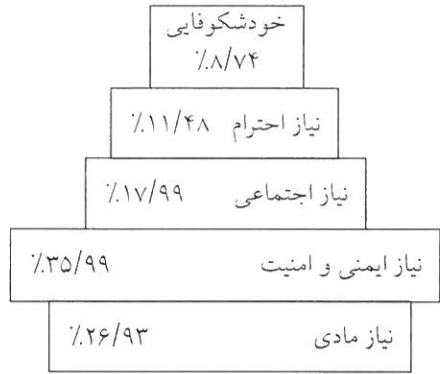 خودشکوفایی
٪۸/۷۴
نیاز احترام ٪۱۱/۴۸
نیاز اجتماعی ٪۱۷/۹۹
نیاز ایمنی و امنیت ٪۳۵/۹۹
نیاز مادی ٪۲۶/۹۳